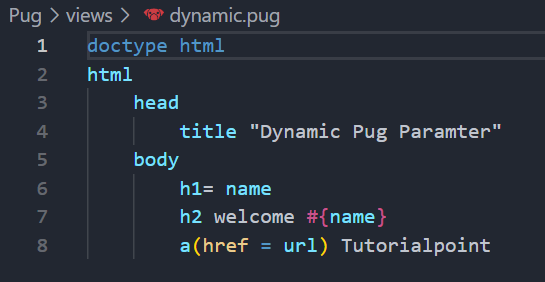 Pug > views > dynamic.pug
1 doctype html
2 html
3 head
4 title "Dynamic Pug Paramter"
5 body
6 h1= name
7 h2 welcome #{name}
8 a(href = url) Tutorialpoint